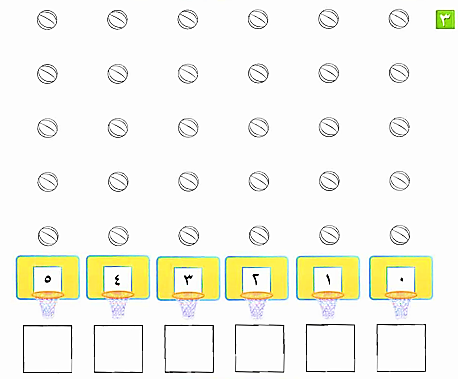 ٣
٠ ١ ٢ ٣ ٤ ٥